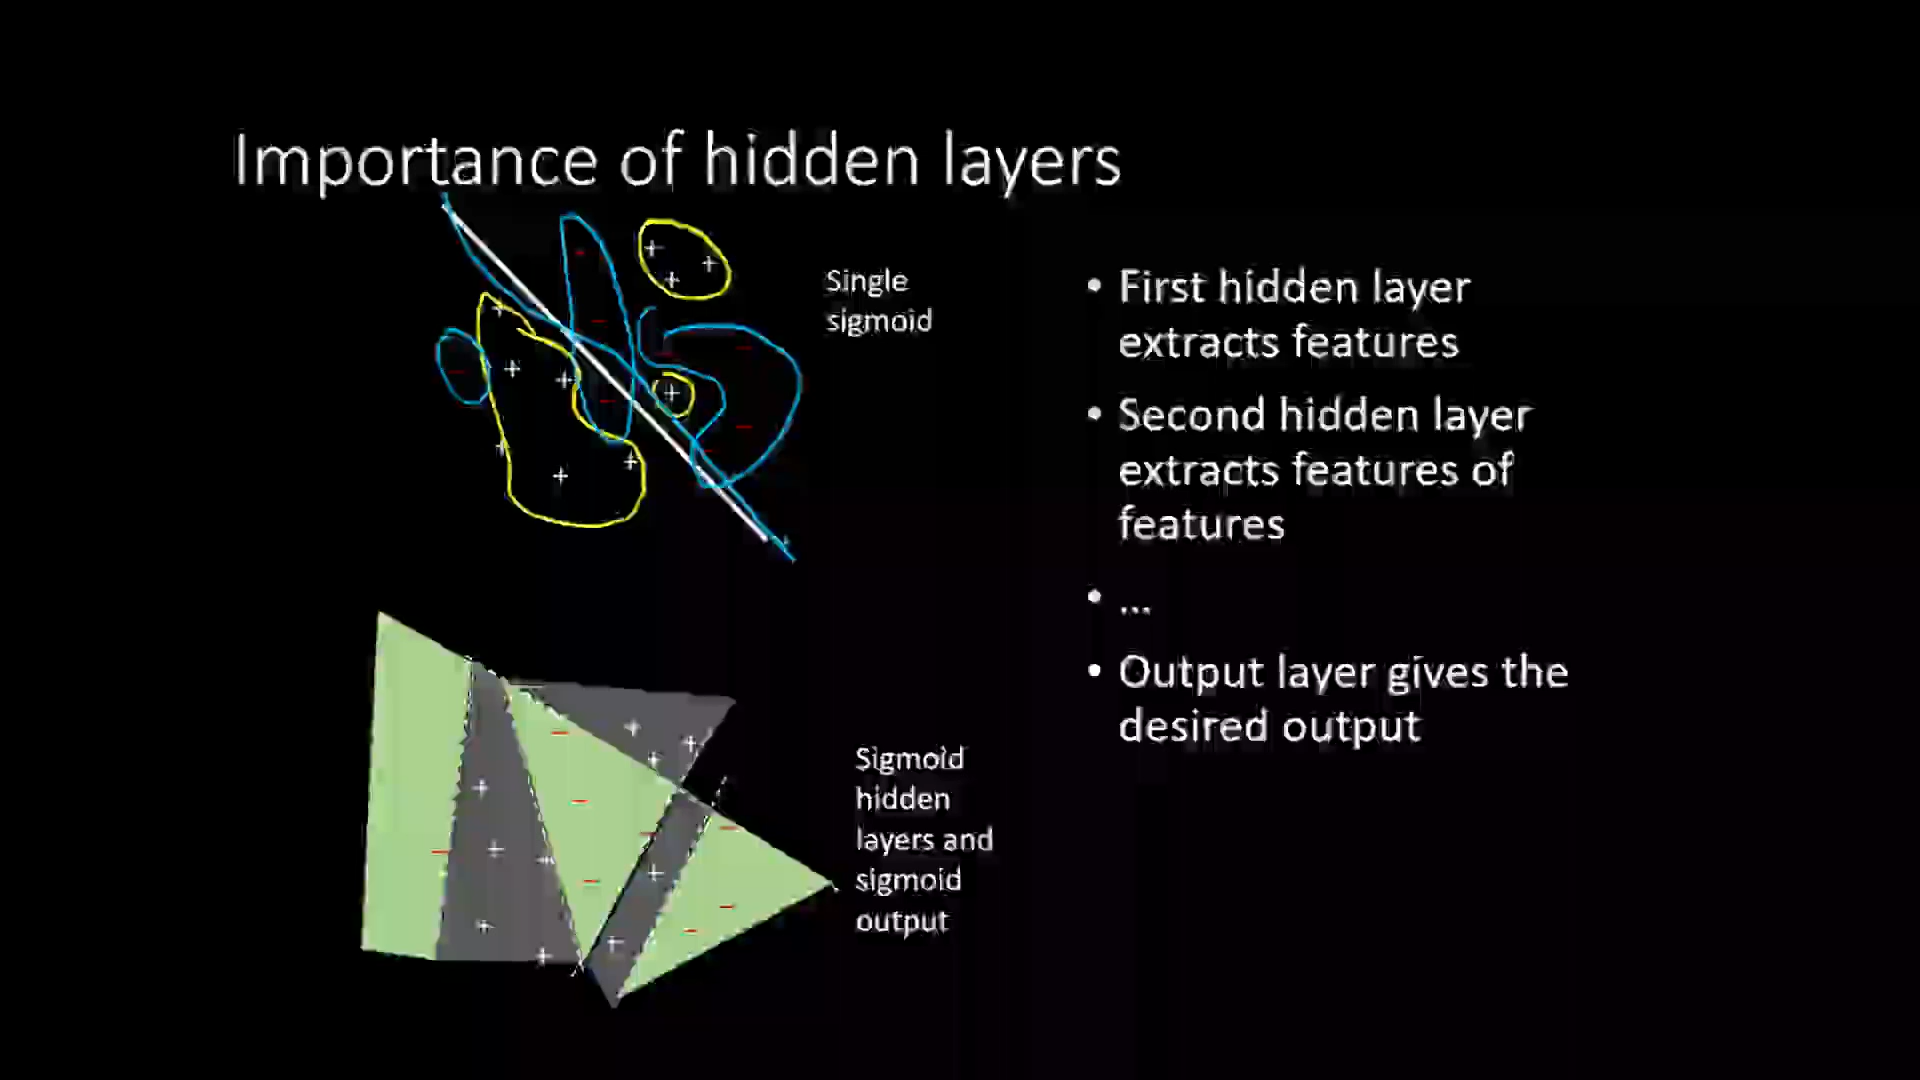 Importance of hidden layers
Single
sigmoid
Sigmoid
hidden
layers and
sigmoid
output
• First hidden layer
extracts features
• Second hidden layer
extracts features of
features
• ...
• Output layer gives the
desired output